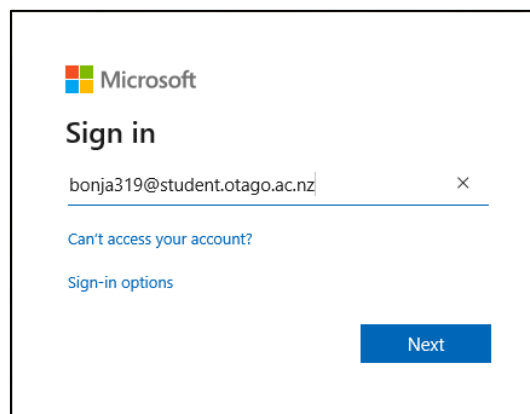 Microsoft
Sign in
bonja319@student.otago.ac.nz
Can't access your account?
Sign-in options
Next